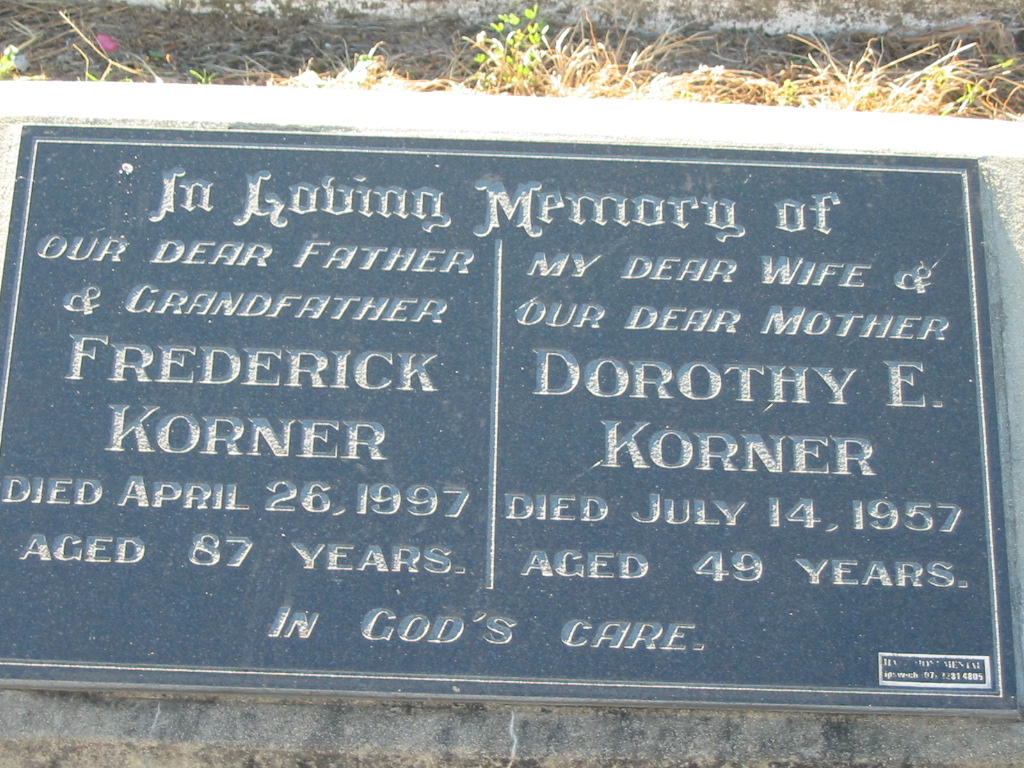 In Loving Memory of
OUR DEAR FATHER
& GRANDFATHER
FREDERICK
KORNER
DIED APRIL 26, 1997
AGED 87 YEARS.
MY DEAR WIFE &
OUR DEAR MOTHER
DOROTHY E.
KORNER
DIED JULY 14, 1957
AGED 49 YEARS.
IN GOD'S CARE.